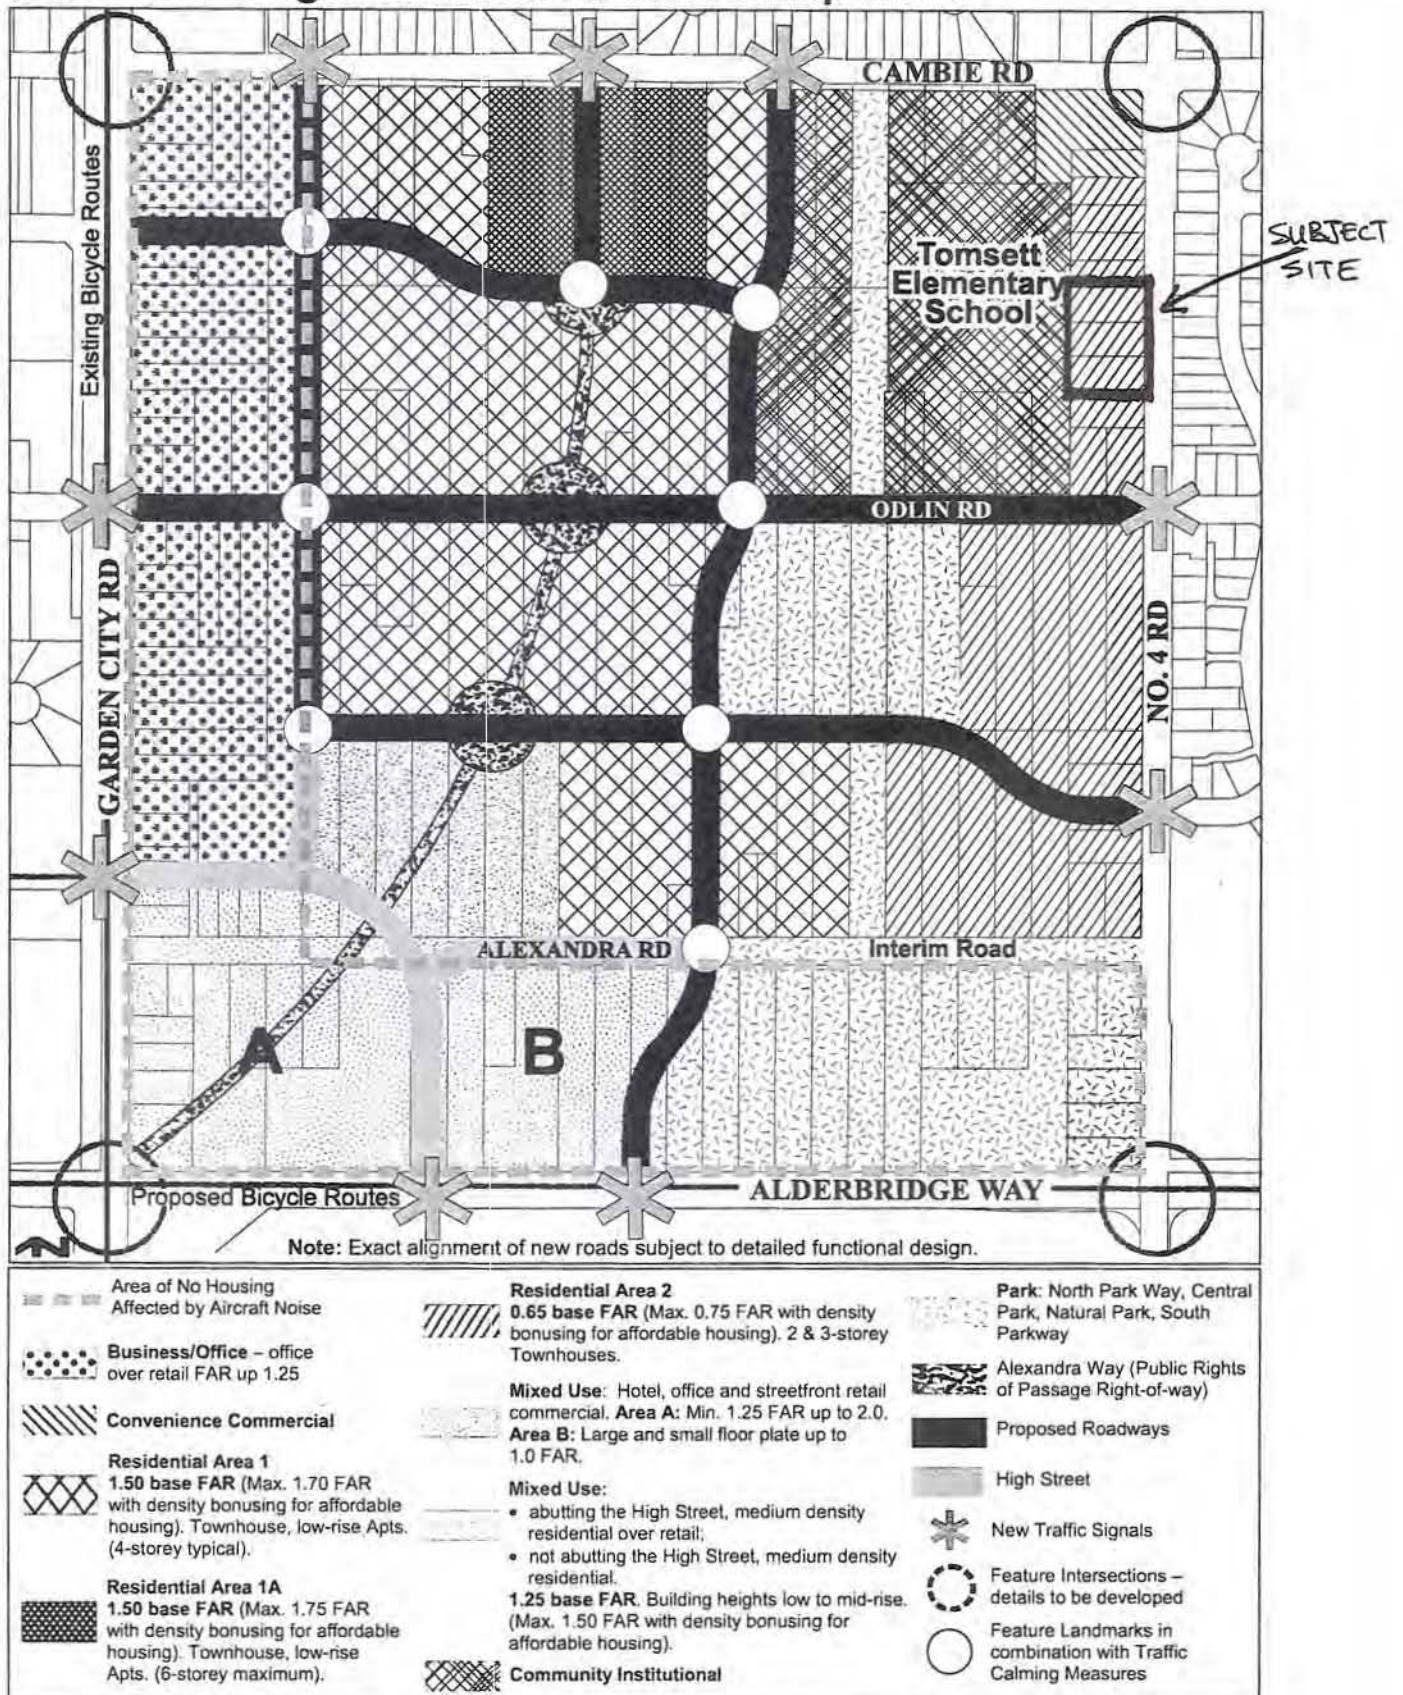 CAMBIE RD
Existing Bicycle Routes
SUBJECT
SITE
Tomsett
Elementary
School
ODLIN RD
GARDEN CITY RD
NO. 4 RD
ALEXANDRA RD
Interim Road
A
B
Proposed Bicycle Routes
ALDERBRIDGE WAY
Note: Exact alignment of new roads subject to detailed functional design.
Area of No Housing
Affected by Aircraft Noise
Business/Office – office
over retail FAR up 1.25
Convenience Commercial
Residential Area 1
1.50 base FAR (Max. 1.70 FAR
with density bonusing for affordable
housing). Townhouse, low-rise Apts.
(4-storey typical).
Residential Area 1A
1.50 base FAR (Max. 1.75 FAR
with density bonusing for affordable
housing). Townhouse, low-rise
Apts. (6-storey maximum).
Residential Area 2
0.65 base FAR (Max. 0.75 FAR with density
bonusing for affordable housing). 2 & 3-storey
Townhouses.
Mixed Use: Hotel, office and streetfront retail
commercial. Area A: Min. 1.25 FAR up to 2.0.
Area B: Large and small floor plate up to
1.0 FAR.
Mixed Use:
• abutting the High Street, medium density
residential over retail;
• not abutting the High Street, medium density
residential.
1.25 base FAR. Building heights low to mid-rise.
(Max. 1.50 FAR with density bonusing for
affordable housing).
Community Institutional
Park: North Park Way, Central
Park, Natural Park, South
Parkway
Alexandra Way (Public Rights
of Passage Right-of-way)
Proposed Roadways
High Street
New Traffic Signals
Feature Intersections –
details to be developed
Feature Landmarks in
combination with Traffic
Calming Measures